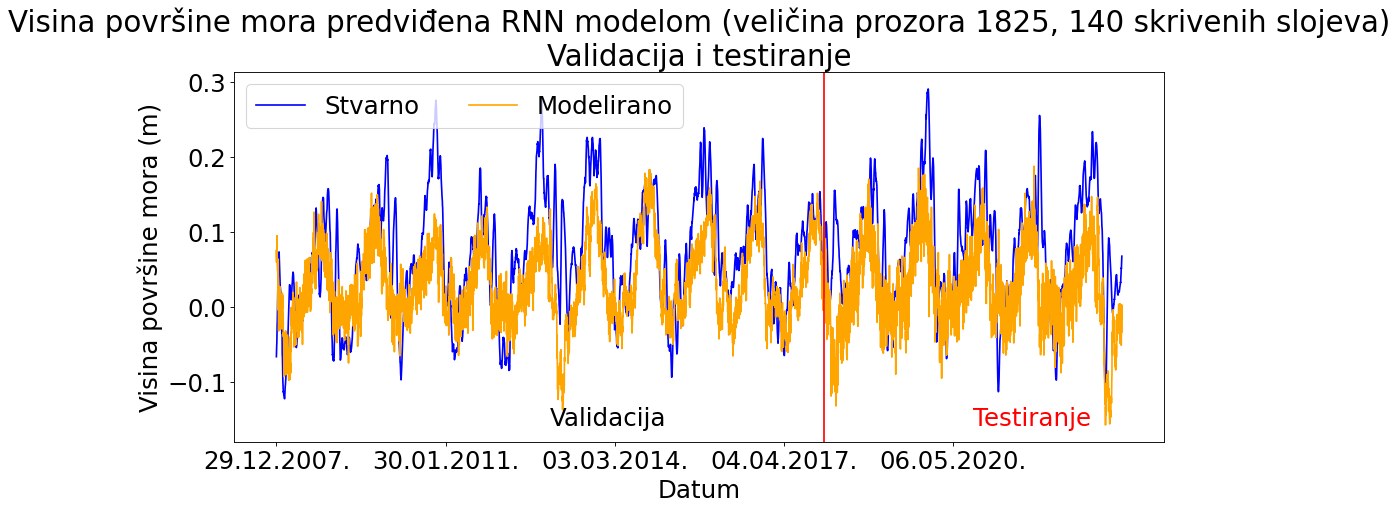 Visina površine mora predviđena RNN modelom (veličina prozora 1825, 140 skrivenih slojeva)
Validacija i testiranje
Stvarno Modelirano
Visina površine mora (m)
0.3
0.2
0.1
0.0
−0.1
Validacija Testiranje
29.12.2007. 30.01.2011. 03.03.2014. 04.04.2017. 06.05.2020.
Datum